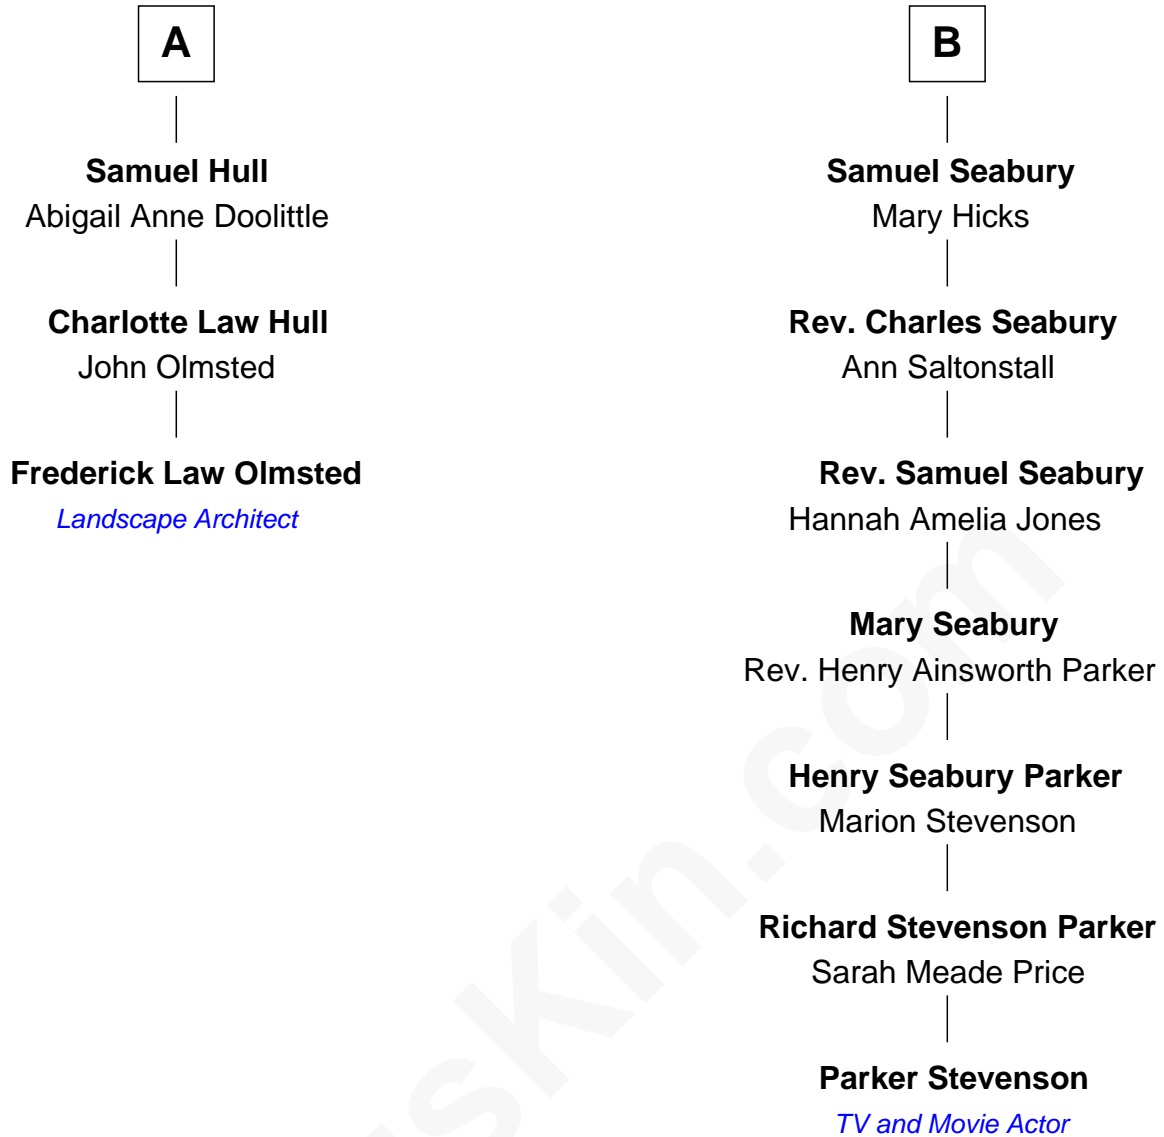 A
Samuel Hull
Abigail Anne Doolittle
Charlotte Law Hull
John Olmsted
Frederick Law Olmsted
Landscape Architect
B
Samuel Seabury
Mary Hicks
Rev. Charles Seabury
Ann Saltonstall
Rev. Samuel Seabury
Hannah Amelia Jones
Mary Seabury
Rev. Henry Ainsworth Parker
Henry Seabury Parker
Marion Stevenson
Richard Stevenson Parker
Sarah Meade Price
Parker Stevenson
TV and Movie Actor
sKin.com